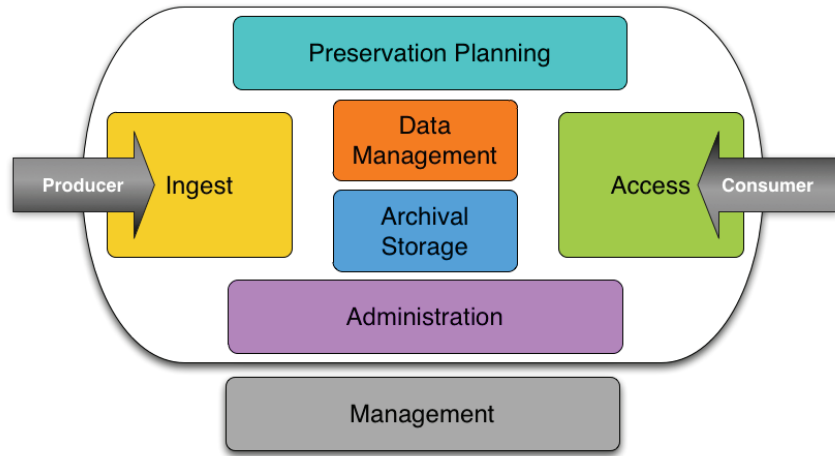 Preservation Planning
Data
Management
Producer
Ingest
Access
Consumer
Archival
Storage
Administration
Management